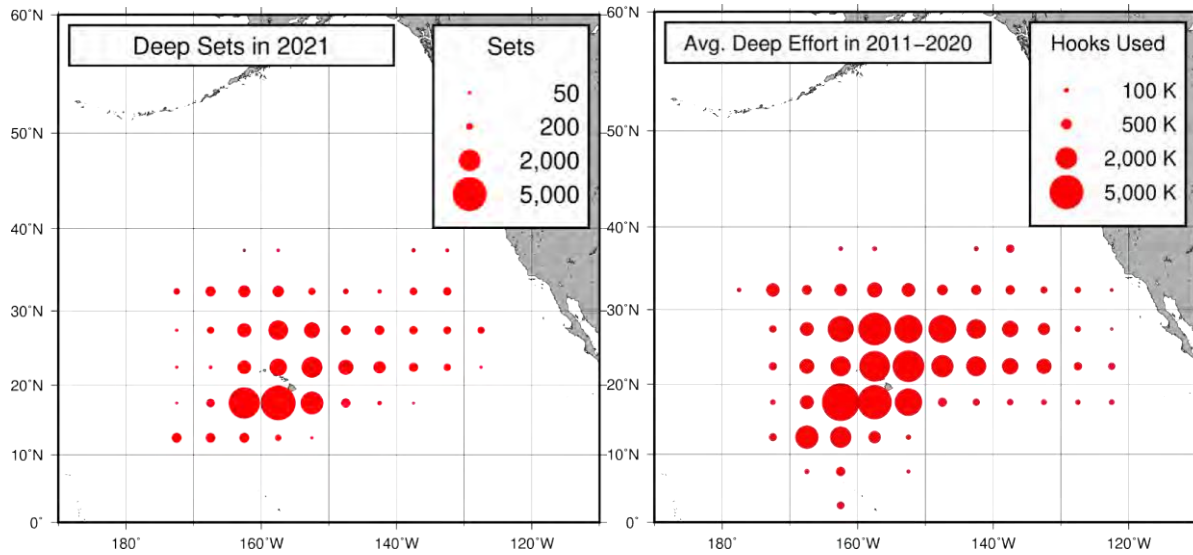 60°N
Deep Sets in 2021
Sets
50
200
2,000
5,000
50°N
40°N
30°N
20°N
10°N
0°
180°
160°W
140°W
120°W
60°N
Avg. Deep Effort in 2011–2020
Hooks Used
100 K
500 K
2,000 K
5,000 K
50°N
40°N
30°N
20°N
10°N
0°
180°
160°W
140°W
120°W